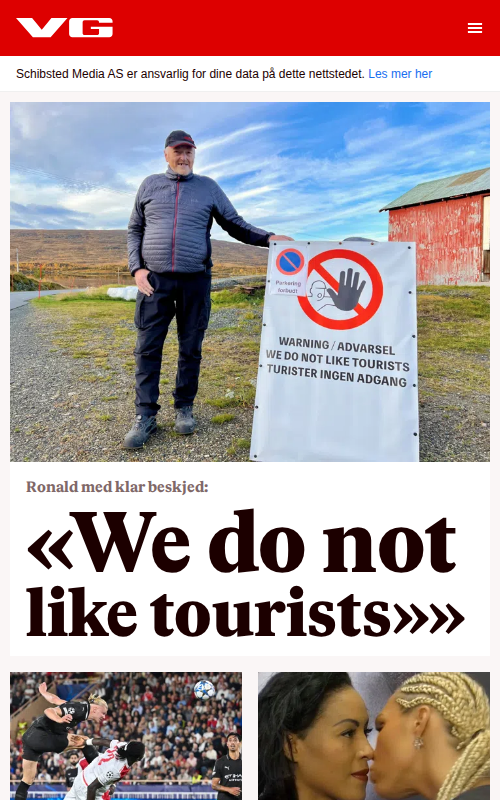 VG
Schibsted Media AS er ansvarlig for dine data på dette nettstedet. Les mer her
Parkering
forbudt
WARNING / ADVARSEL
WE DO NOT LIKE TOURISTS
TURISTER INGEN ADGANG
Ronald med klar beskjed:
«We do not
like tourists»»